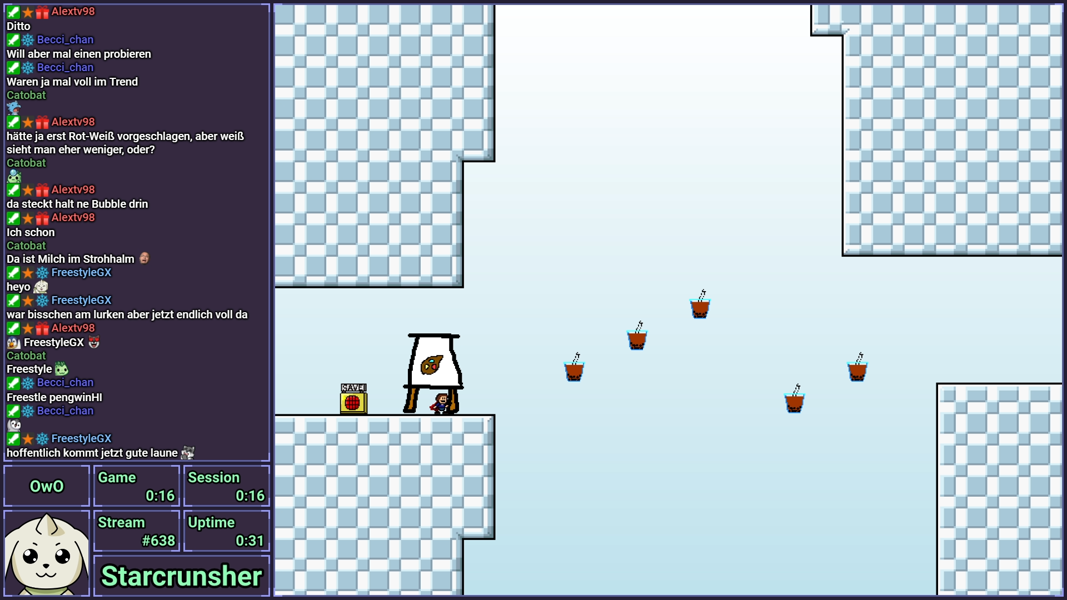 Alextv98
Ditto
Becci_chan
Will aber mal einen probieren
Becci_chan
Waren ja mal voll im Trend
Catobat
Alextv98
hätte ja erst Rot-Weiß vorgeschlagen, aber weiß
sieht man eher weniger, oder?
Catobat
Alextv98
da steckt halt ne Bubble drin
Alextv98
Ich schon
Catobat
Da ist Milch im Strohhalm
FreestyleGX
heyo
FreestyleGX
war bisschen am lurken aber jetzt endlich voll da
Alextv98
FreestyleGX
Catobat
Freestyle
Becci_chan
Freestle pengwinHI
Becci_chan
FreestyleGX
hoffentlich kommt jetzt gute laune
OwO
Game
0:16
Session
0:16
Stream
#638
Uptime
0:31
Starcrunsher
SAVE